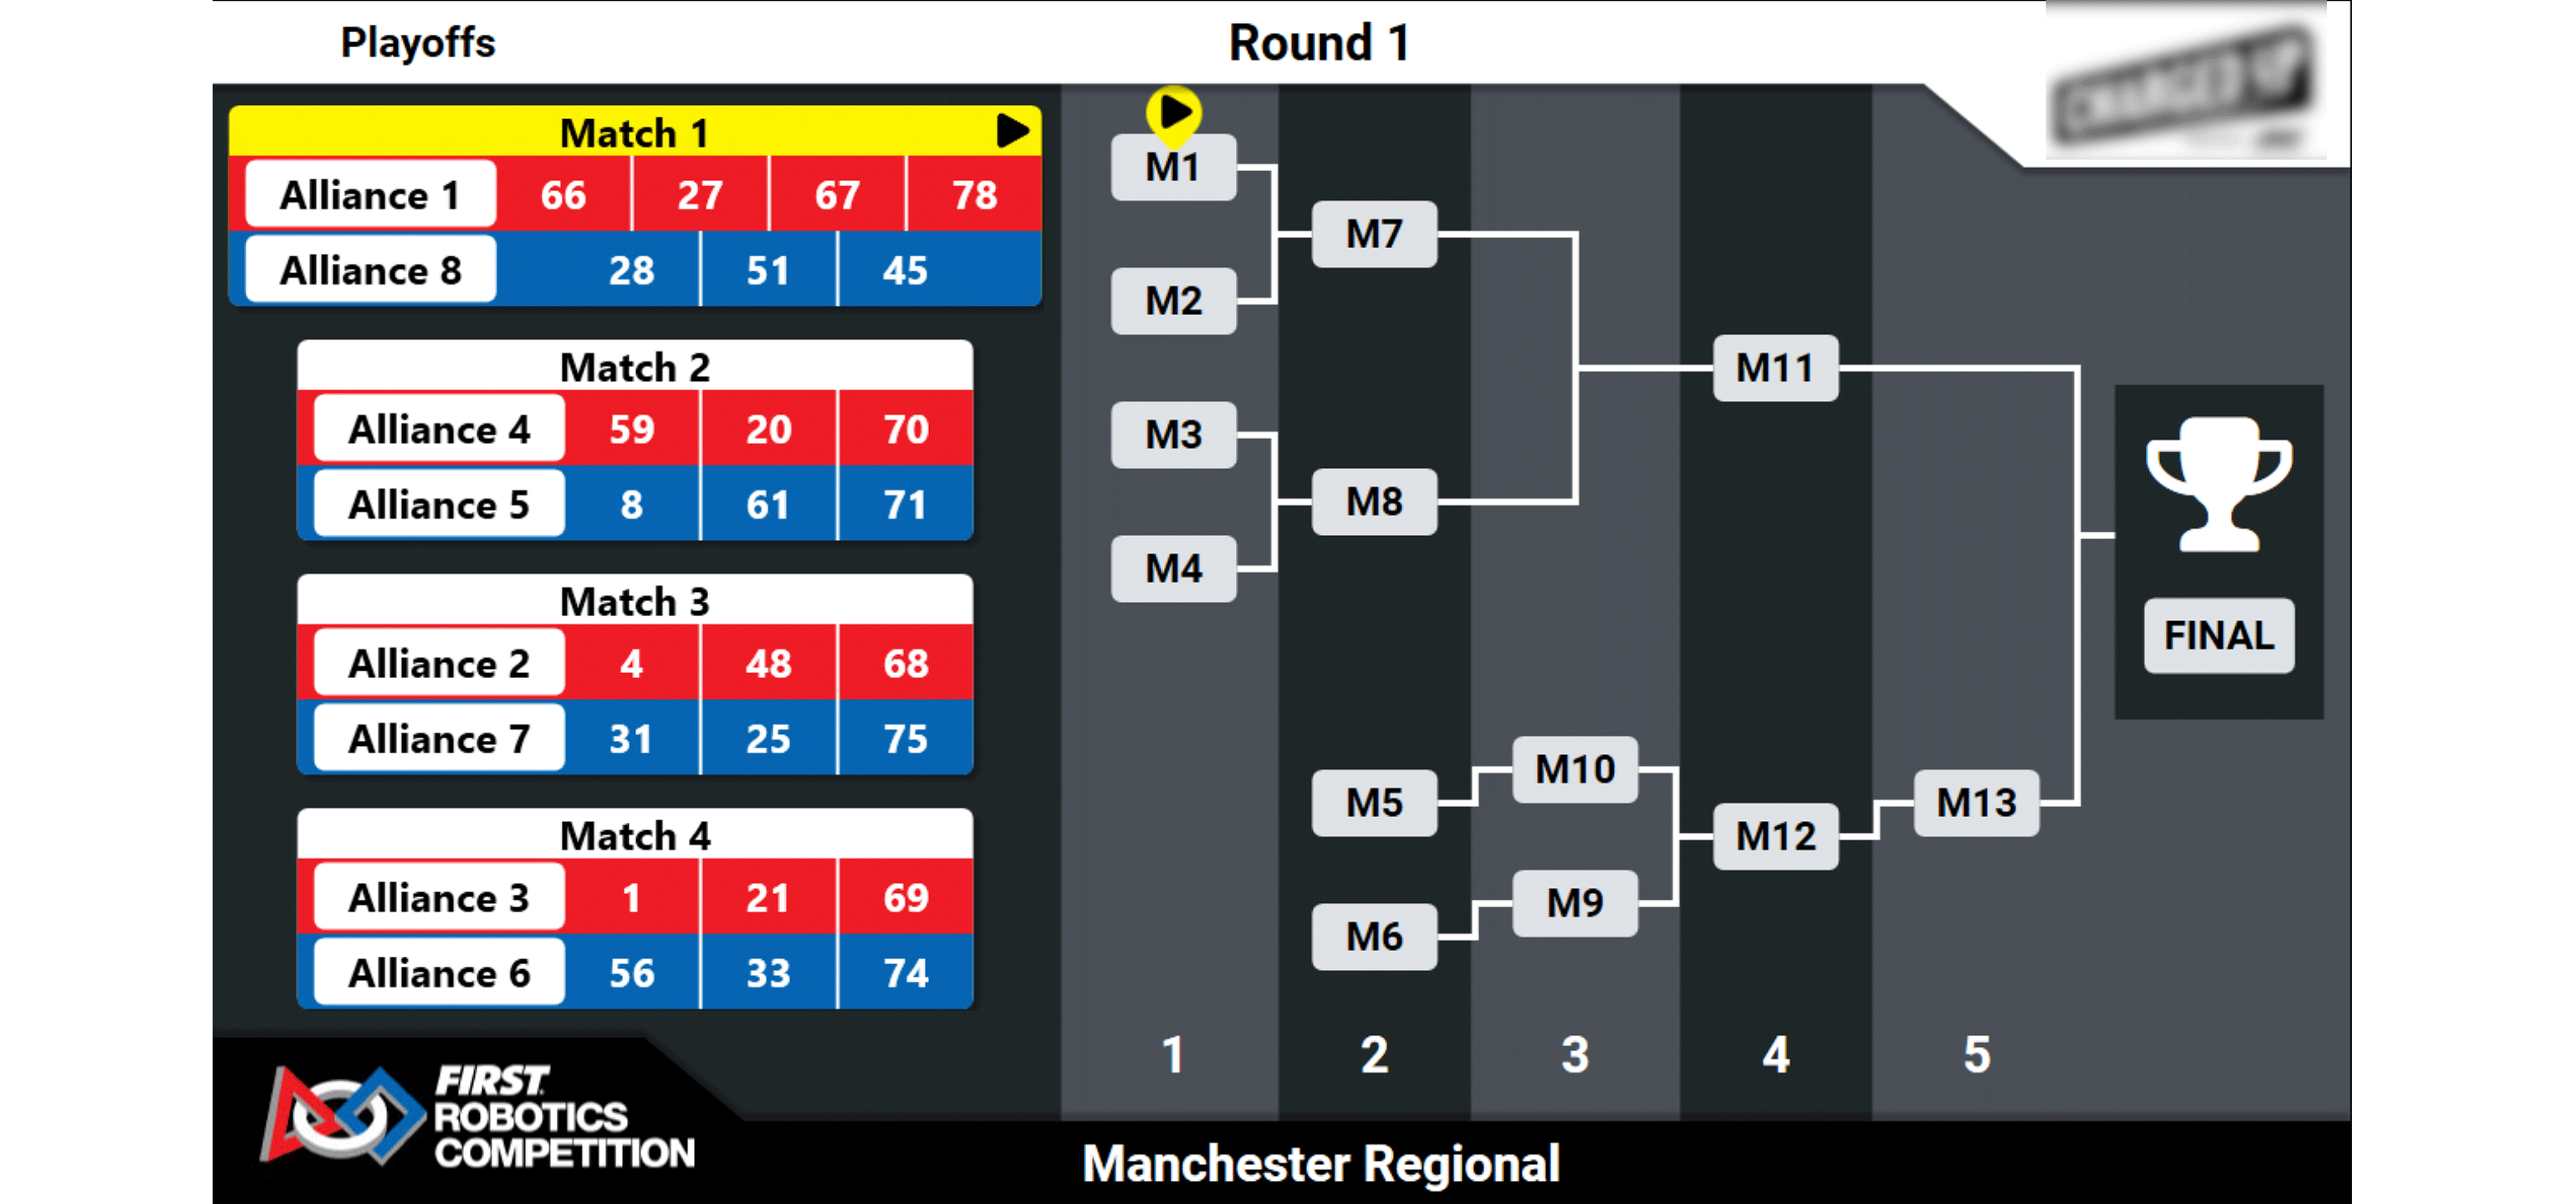 Playoffs
Round 1
Match 1
Alliance 1 66 27 67 78
Alliance 8 28 51 45
Match 2
Alliance 4 59 20 70
Alliance 5 8 61 71
Match 3
Alliance 2 4 48 68
Alliance 7 31 25 75
Match 4
Alliance 3 1 21 69
Alliance 6 56 33 74
M1
M7
M2
M11
M3
M8
M4
FINAL
M10
M5
M13
M12
M9
M6
1 2 3 4 5
FIRST
ROBOTICS
COMPETITION
Manchester Regional
CHARGED UP